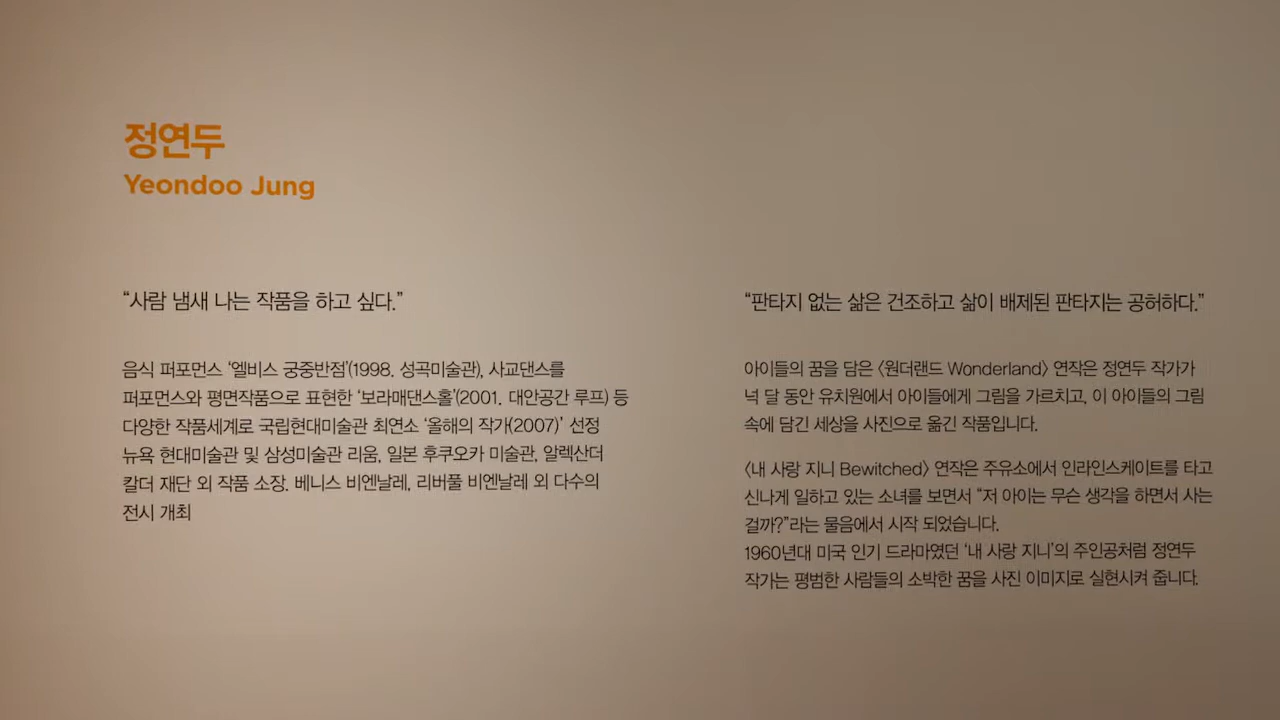 정연두
Yeondoo Jung
“사람 냄새 나는 작품을 하고 싶다.”
음식 퍼포먼스 ‘엘비스 궁중반점’(1998. 성곡미술관), 사교댄스를
퍼포먼스와 평면작품으로 표현한 ‘보라매댄스홀’(2001. 대안공간 루프) 등
다양한 작품세계로 국립현대미술관 최연소 ‘올해의 작가(2007)’ 선정
뉴욕 현대미술관 및 삼성미술관 리움, 일본 후쿠오카 미술관, 알렉산더
칼더 재단 외 작품 소장. 베니스 비엔날레, 리버풀 비엔날레 외 다수의
전시 개최
“판타지 없는 삶은 건조하고 삶이 배제된 판타지는 공허하다.”
아이들의 꿈을 담은 〈원더랜드 Wonderland〉 연작은 정연두 작가가
넉 달 동안 유치원에서 아이들에게 그림을 가르치고, 이 아이들의 그림
속에 담긴 세상을 사진으로 옮긴 작품입니다.
〈내 사랑 지니 Bewitched〉 연작은 주유소에서 인라인스케이트를 타고
신나게 일하고 있는 소녀를 보면서 “저 아이는 무슨 생각을 하면서 사는
걸까?”라는 물음에서 시작 되었습니다.
1960년대 미국 인기 드라마였던 ‘내 사랑 지니’의 주인공처럼 정연두
작가는 평범한 사람들의 소박한 꿈을 사진 이미지로 실현시켜 줍니다.